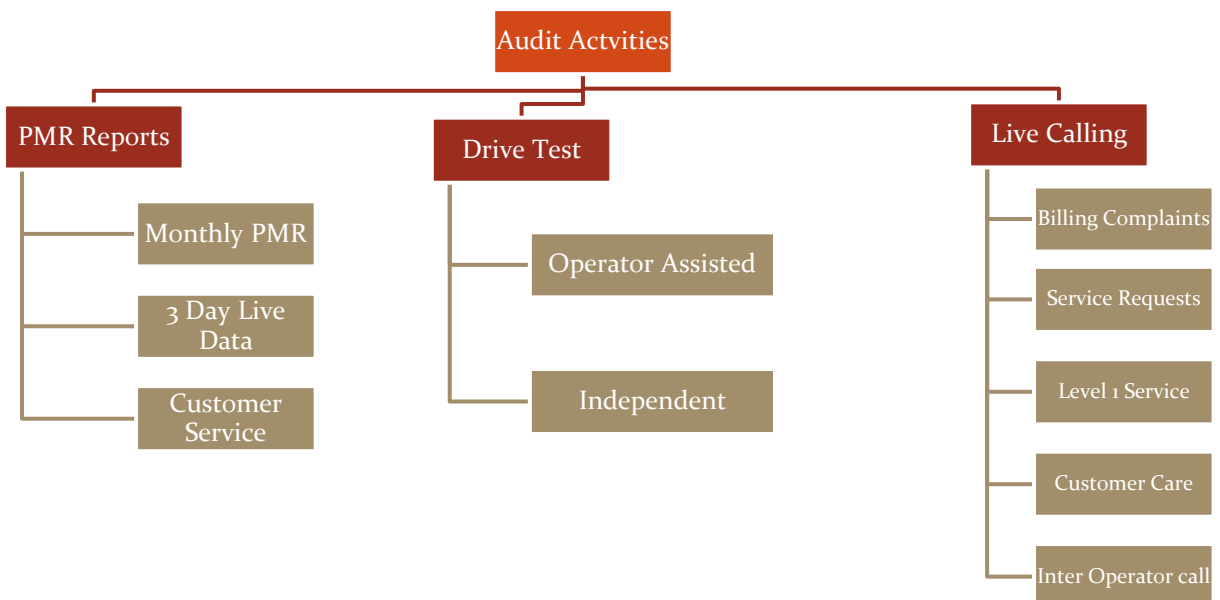 Audit Actvities
PMR Reports
Monthly PMR
3 Day Live
Data
Customer
Service
Drive Test
Operator Assisted
Independent
Live Calling
Billing Complaints
Service Requests
Level 1 Service
Customer Care
Inter Operator call